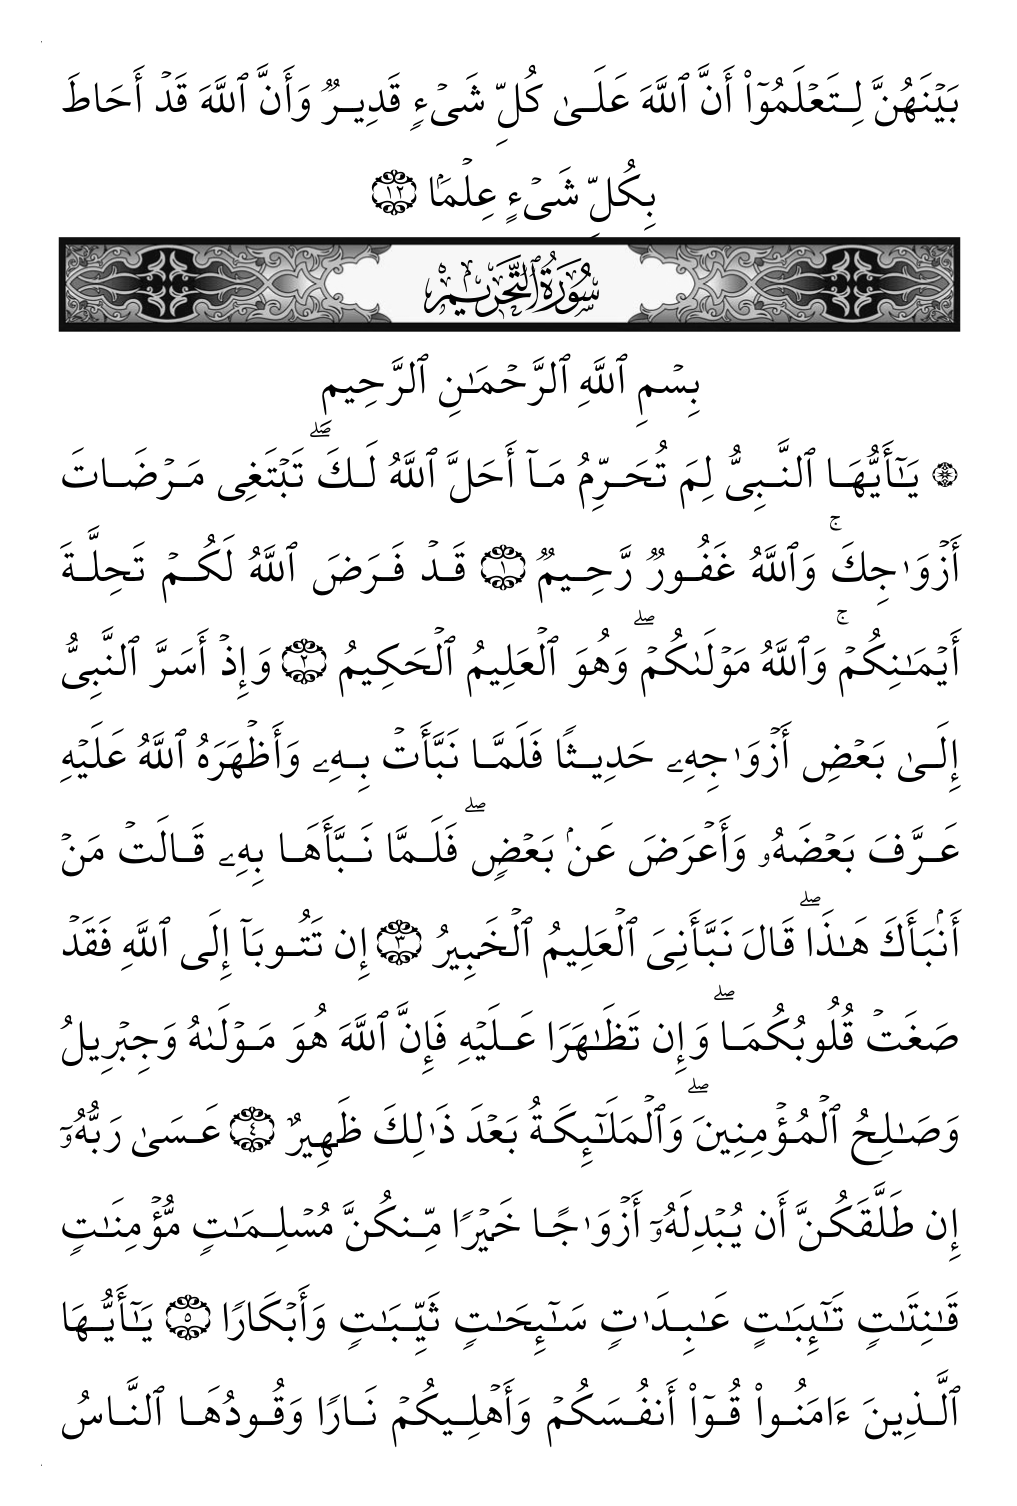 بَيۡنَهُنَّ لِتَعۡلَمُوٓاْ أَنَّ ٱللَّهَ عَلَىٰ كُلِّ شَيۡءٖ قَدِيرٞ وَأَنَّ ٱللَّهَ قَدۡ أَحَاطَ
بِكُلِّ شَيۡءٍ عِلۡمَۢا ١٢
سُورَةُ التَّحۡرِيمِ
بِسۡمِ ٱللَّهِ ٱلرَّحۡمَٰنِ ٱلرَّحِيمِ
۞ يَٰٓأَيُّهَا ٱلنَّبِيُّ لِمَ تُحَرِّمُ مَآ أَحَلَّ ٱللَّهُ لَكَۖ تَبۡتَغِي مَرۡضَاتَ
أَزۡوَٰجِكَۚ وَٱللَّهُ غَفُورٞ رَّحِيمٞ ١ قَدۡ فَرَضَ ٱللَّهُ لَكُمۡ تَحِلَّةَ
أَيۡمَٰنِكُمۡۚ وَٱللَّهُ مَوۡلَىٰكُمۡۖ وَهُوَ ٱلۡعَلِيمُ ٱلۡحَكِيمُ ٢ وَإِذۡ أَسَرَّ ٱلنَّبِيُّ
إِلَىٰ بَعۡضِ أَزۡوَٰجِهِۦ حَدِيثٗا فَلَمَّا نَبَّأَتۡ بِهِۦ وَأَظۡهَرَهُ ٱللَّهُ عَلَيۡهِ
عَرَّفَ بَعۡضَهُۥ وَأَعۡرَضَ عَنۢ بَعۡضٖۖ فَلَمَّا نَبَّأَهَا بِهِۦ قَالَتۡ مَنۡ
أَنۢبَأَكَ هَٰذَاۖ قَالَ نَبَّأَنِيَ ٱلۡعَلِيمُ ٱلۡخَبِيرُ ٣ إِن تَتُوبَآ إِلَى ٱللَّهِ فَقَدۡ
صَغَتۡ قُلُوبُكُمَاۖ وَإِن تَظَٰهَرَا عَلَيۡهِ فَإِنَّ ٱللَّهَ هُوَ مَوۡلَىٰهُ وَجِبۡرِيلُ
وَصَٰلِحُ ٱلۡمُؤۡمِنِينَۖ وَٱلۡمَلَٰٓئِكَةُ بَعۡدَ ذَٰلِكَ ظَهِيرٌ ٤ عَسَىٰ رَبُّهُۥٓ
إِن طَلَّقَكُنَّ أَن يُبۡدِلَهُۥٓ أَزۡوَٰجًا خَيۡرٗا مِّنكُنَّ مُسۡلِمَٰتٖ مُّؤۡمِنَٰتٖ
قَٰنِتَٰتٖ تَٰٓئِبَٰتٍ عَٰبِدَٰتٖ سَٰٓئِحَٰتٖ ثَيِّبَٰتٖ وَأَبۡكَارٗا ٥ يَٰٓأَيُّهَا
ٱلَّذِينَ ءَامَنُواْ قُوٓاْ أَنفُسَكُمۡ وَأَهۡلِيكُمۡ نَارٗا وَقُودُهَا ٱلنَّاسُ